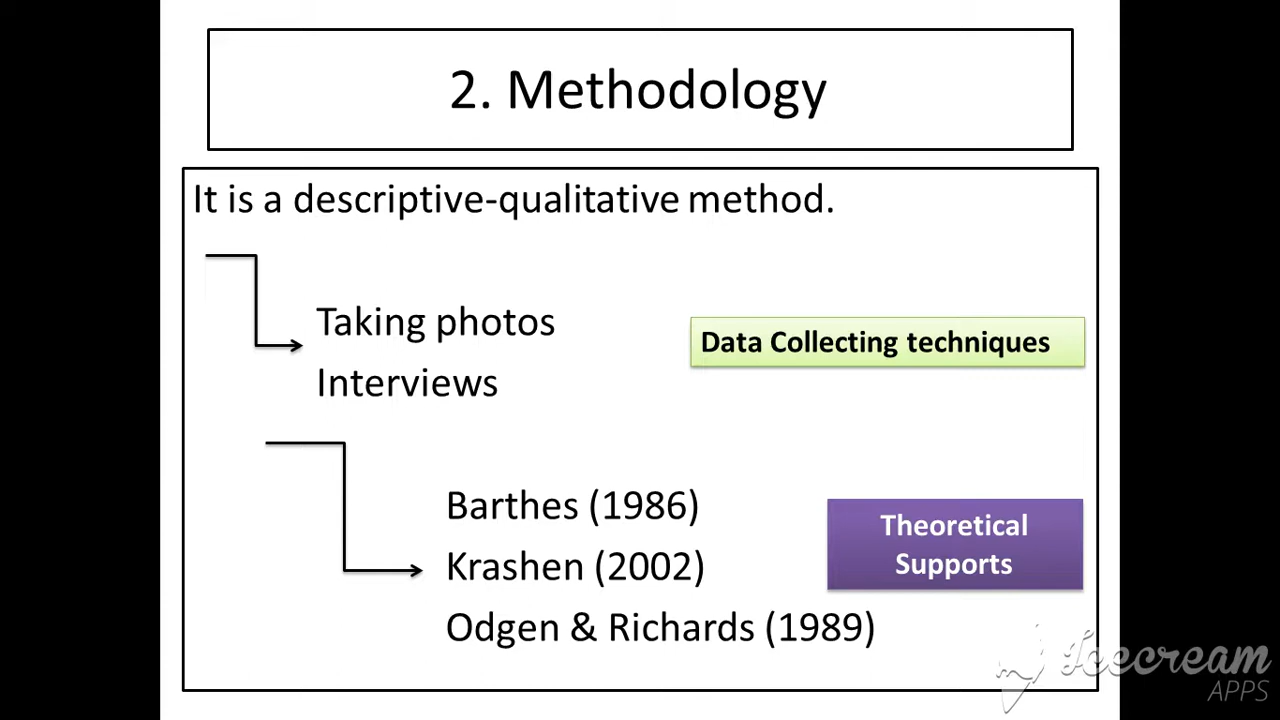 2. Methodology
It is a descriptive-qualitative method.
Taking photos
Data Collecting techniques
Interviews
Barthes (1986)
Theoretical
Supports
Krashen (2002)
Odgen & Richards (1989)
Icecream
APPS